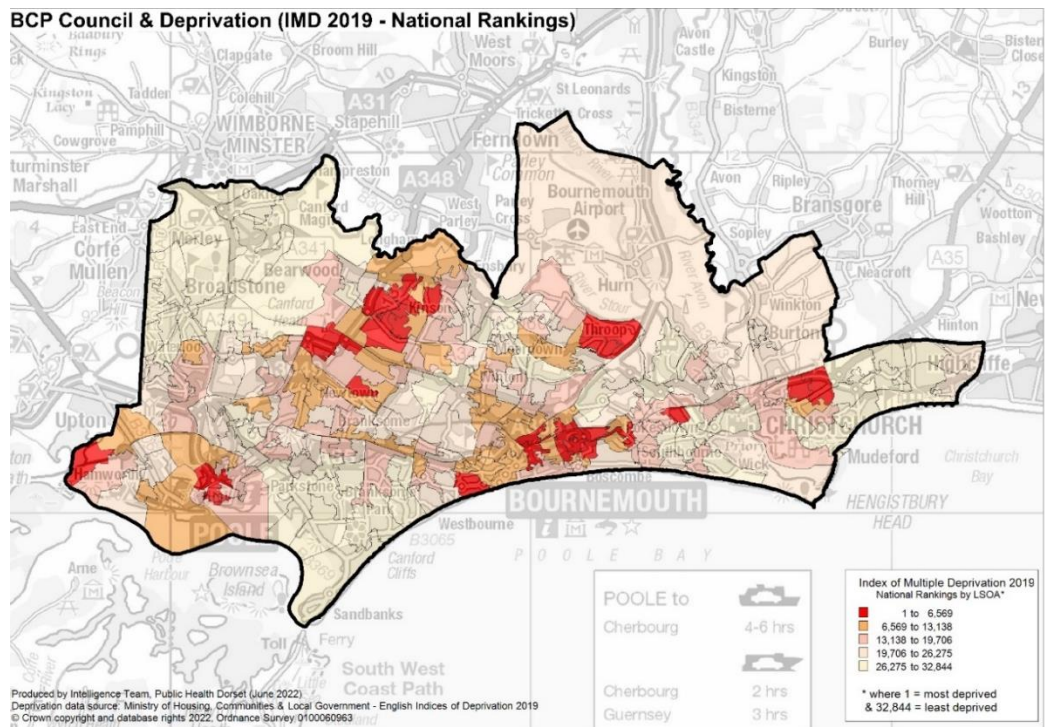 BCP Council & Deprivation (IMD 2019 - National Rankings)
Rings
Clapgate
Broom Hill
West
Moors
Avon
Castle
Burley
Kingston
Lacy
Tadden
Colehill
A31
St Leonards
Kingston
Bisterne
Cowgrove
Pamphill
WIMBORNE
MINSTER
Stapehill
Cross
Ferndown
Marshall
A348
West
Parley
Parley
Common
Cross
Bournemouth
Airport
Avon
Ripley
Bransgore
Thorney
Hill
Wootton
Bashley
East End
Corfe
Mullen
Merley
A341
Bearwood
Broadstone
Canford
Heath
Kinson
Hurn
River
Stour
Sopley
Neacroft
A35
Throop
Winkton
Burton
Hinton
Highcliffe
Newtown
Branksome
Upton
Hamworthy
CHRISTCHURCH
Mudeford
Christchurch
Bay
Wick
Southbourne
Parkstone
Boscombe
POOLE
BOURNEMOUTH
HENGISTBURY
HEAD
Westbourne
B3065
Canford
Cliffs
POOLE BAY
Arne
Harbour
Brownsea
Island
Sandbanks
Toll
Ferry
South West
Coast Path
POOLE to
Cherbourg 4-6 hrs
Cherbourg 2 hrs
Guernsey 3 hrs
Index of Multiple Deprivation 2019
National Rankings by LSOA*
1 to 6,569
6,569 to 13,138
13,138 to 19,706
19,706 to 26,275
26,275 to 32,844
* where 1 = most deprived
& 32,844 = least deprived
Produced by Intelligence Team, Public Health Dorset (June 2022)
Deprivation data source: Ministry of Housing, Communities & Local Government - English Indices of Deprivation 2019
© Crown copyright and database rights 2022, Ordnance Survey 0100060963